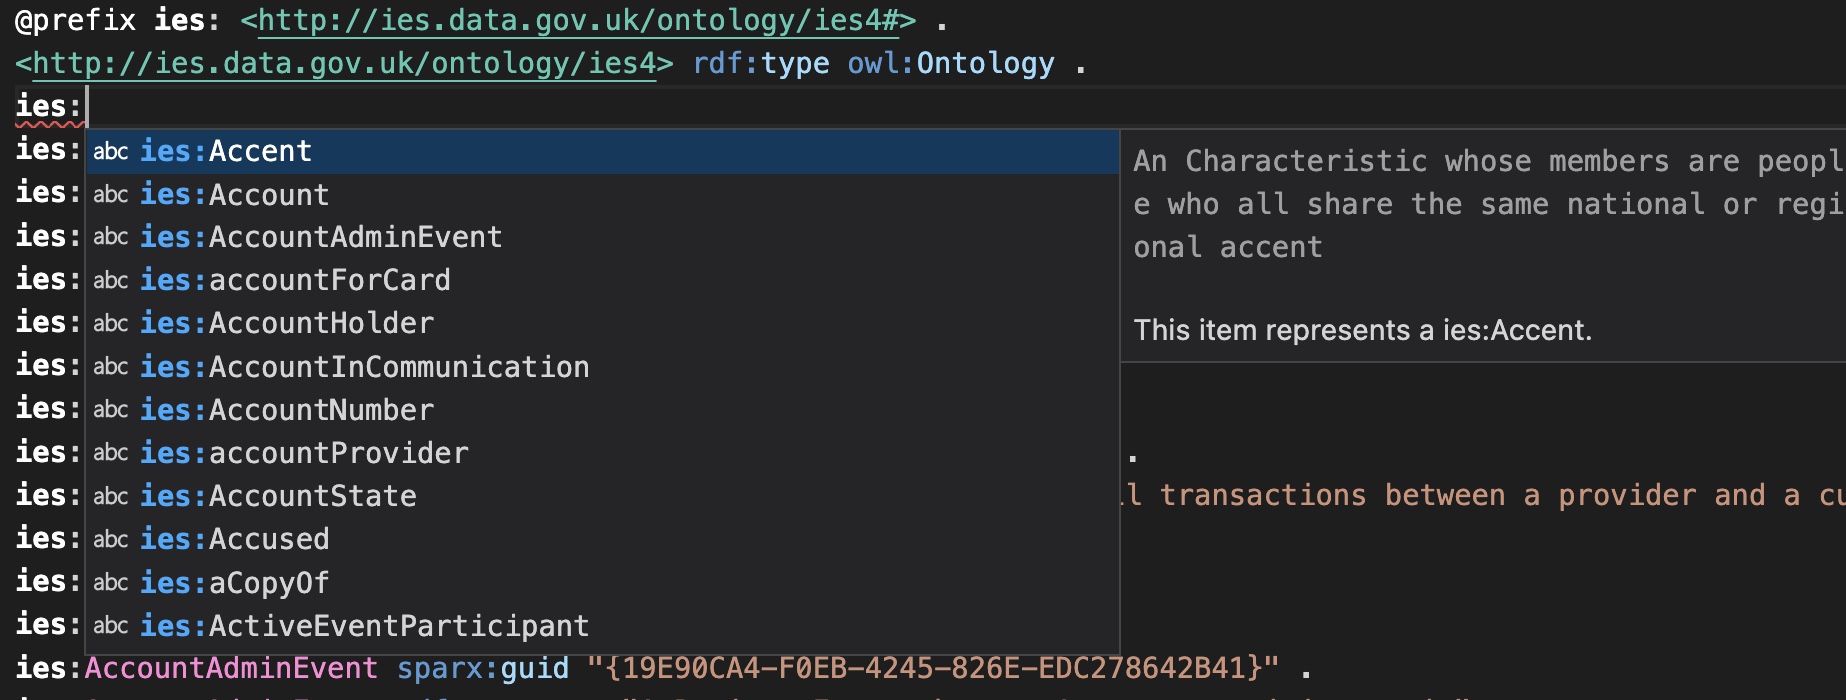 @prefix ies: <http://ies.data.gov.uk/ontology/ies4#> .
<http://ies.data.gov.uk/ontology/ies4> rdf:type owl:Ontology .
ies:
ies: abc ies:Accent
ies: abc ies:Account
ies: abc ies:AccountAdminEvent
ies: abc ies:accountForCard
ies: abc ies:AccountHolder
ies: abc ies:AccountInCommunication
ies: abc ies:AccountNumber
ies: abc ies:accountProvider .
ies: abc ies:AccountState l transactions between a provider and a cu
ies: abc ies:Accused
ies: abc ies:aCopyOf
ies: abc ies:ActiveEventParticipant
An Characteristic whose members are peopl
e who all share the same national or regi
onal accent
This item represents a ies:Accent.
ies:AccountAdminEvent sparx:guid "{19E90CA4-F0EB-4245-826E-EDC278642B41}" .